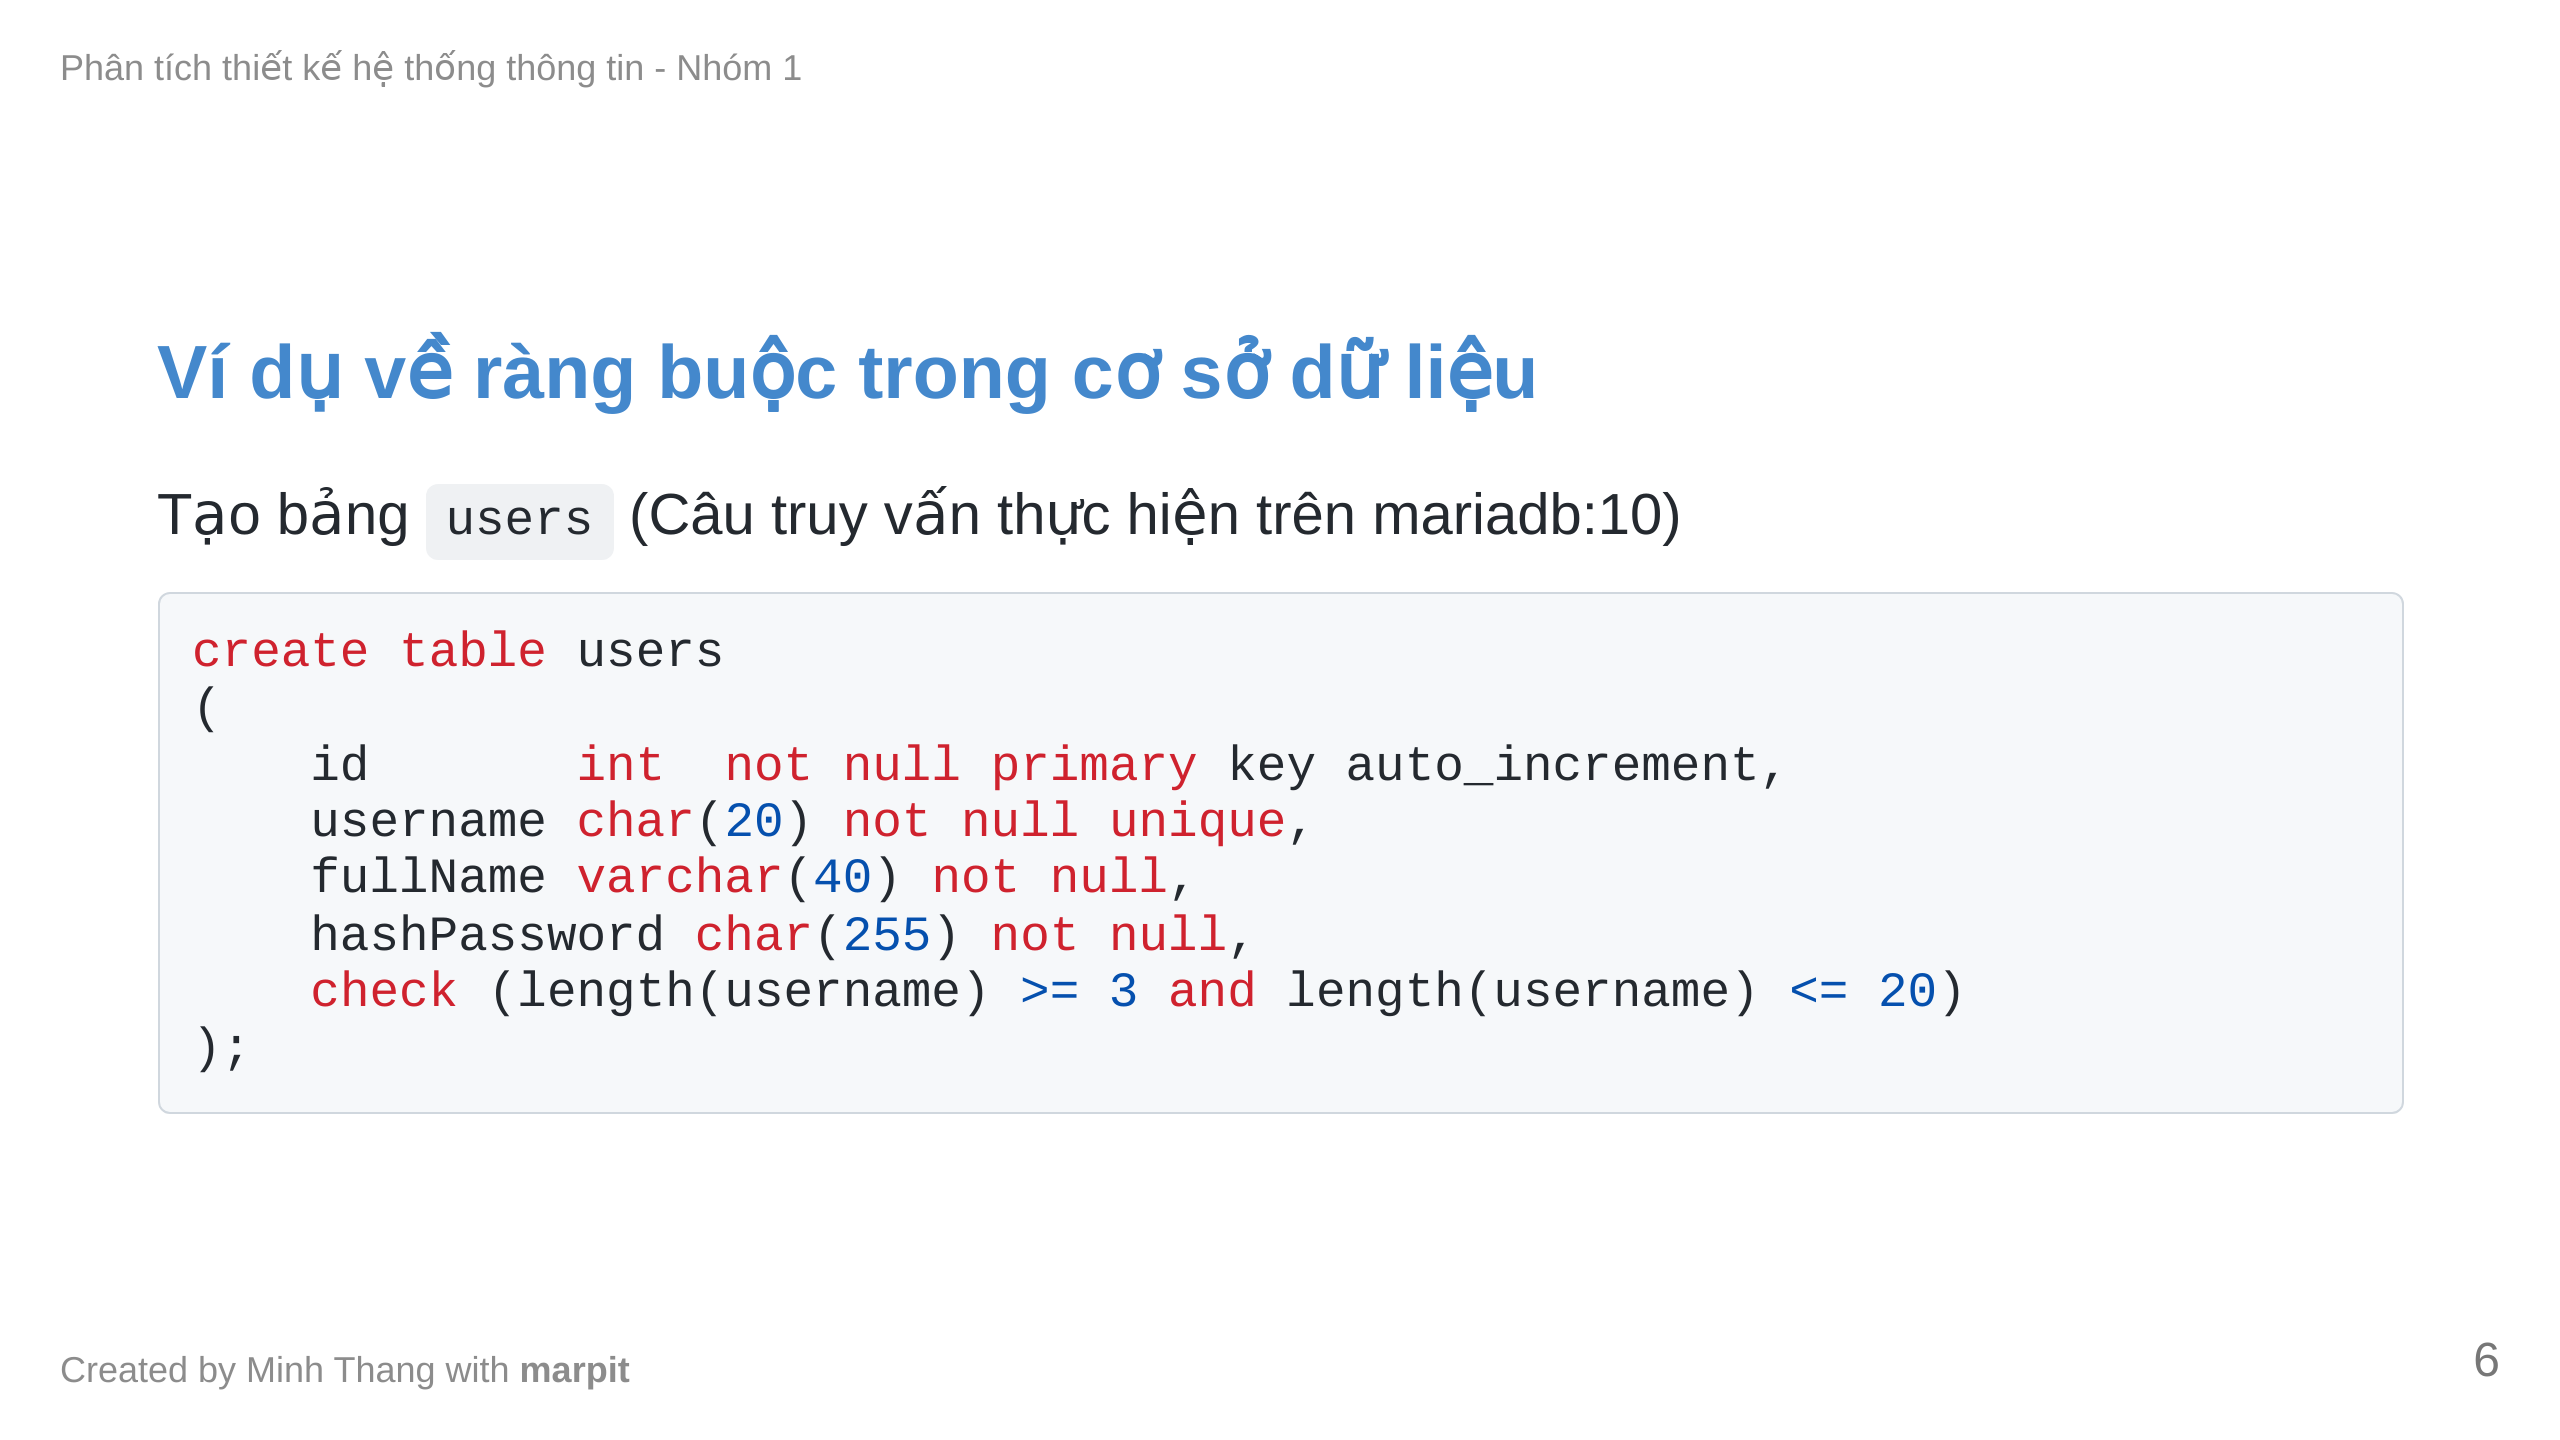 Phân tích thiết kế hệ thống thông tin - Nhóm 1
Ví dụ về ràng buộc trong cơ sở dữ liệu
Tạo bảng users (Câu truy vấn thực hiện trên mariadb:10)
create table users
(
    id       int  not null primary key auto_increment,
    username char(20) not null unique,
    fullName varchar(40) not null,
    hashPassword char(255) not null,
    check (length(username) >= 3 and length(username) <= 20)
);
Created by Minh Thang with marpit
6